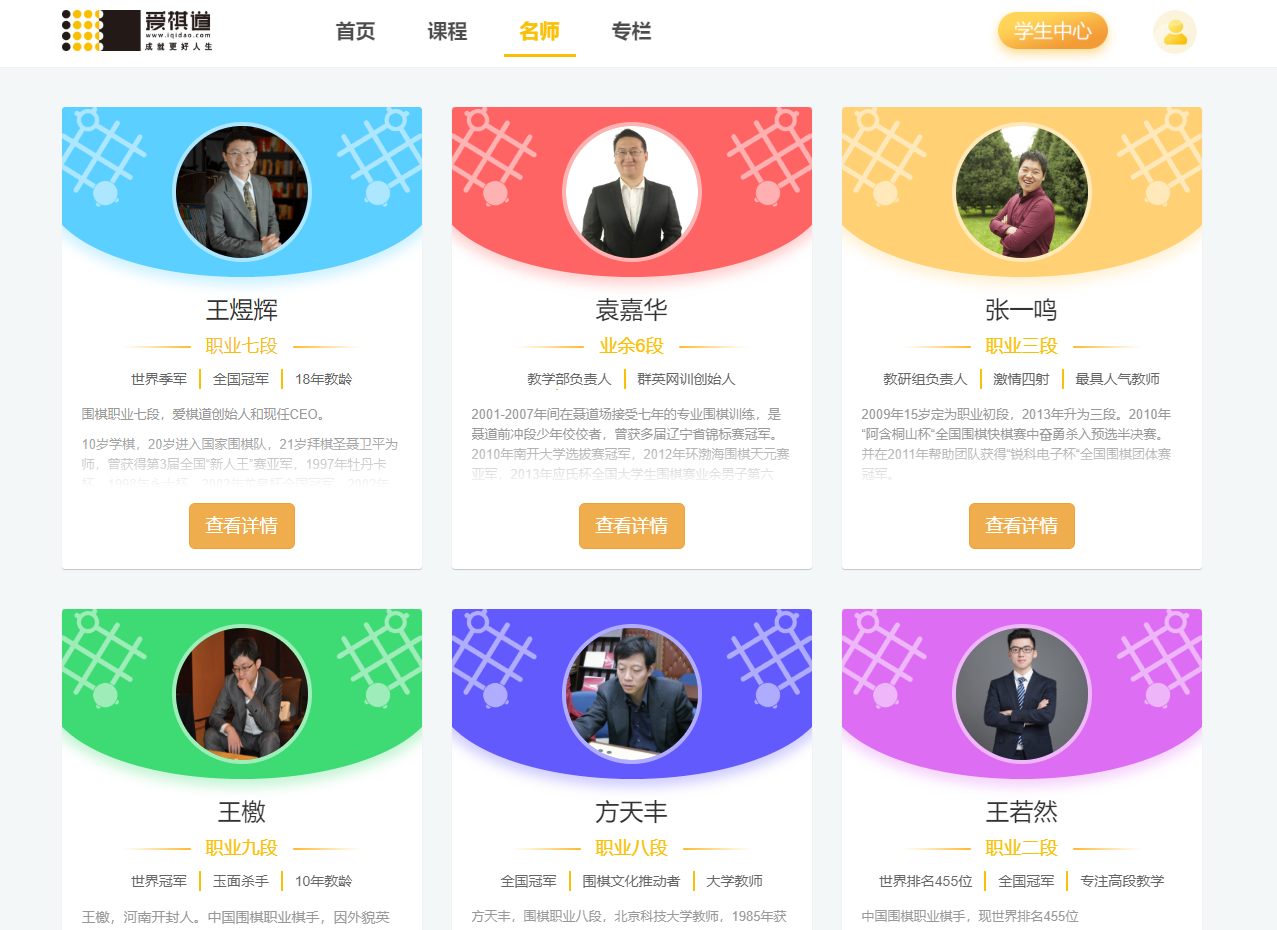 爱祺道
www.iqidao.com
成就更好人生
首页 课程 名师 专栏
学生中心
王煜辉
职业七段
世界季军 全国冠军 18年教龄
围棋职业七段，爱棋道创始人和现任CEO。
10岁学棋，20岁进入国家围棋队，21岁拜棋圣聂卫平为
师，曾获得第3届全国“新人王”赛亚军，1997年牡丹卡
查看详情
袁嘉华
业余6段
教学部负责人 群英网训创始人
2001-2007年间在聂道场接受七年的专业围棋训练，是
聂道前冲段少年佼佼者，曾获多届辽宁省锦标赛冠军。
2010年南开大学选拔赛冠军，2012年环渤海围棋天元赛
亚军，2013年应氏杯全国大学生围棋赛业余男子第六
查看详情
张一鸣
职业三段
教研组负责人 激情四射 最具人气教师
2009年15岁定为职业初段，2013年升为三段。2010年
“阿含桐山杯“全国围棋快棋赛中奋勇杀入预选半决赛。
并在2011年帮助团队获得“锐科电子杯“全国围棋团体赛
冠军。
查看详情
王檄
职业九段
世界冠军 玉面杀手 10年教龄
王檄，河南开封人。中国围棋职业棋手，因外貌英
方天丰
职业八段
全国冠军 围棋文化推动者 大学教师
方天丰，围棋职业八段，北京科技大学教师，1985年获
王若然
职业二段
世界排名455位 全国冠军 专注高段教学
中国围棋职业棋手，现世界排名455位